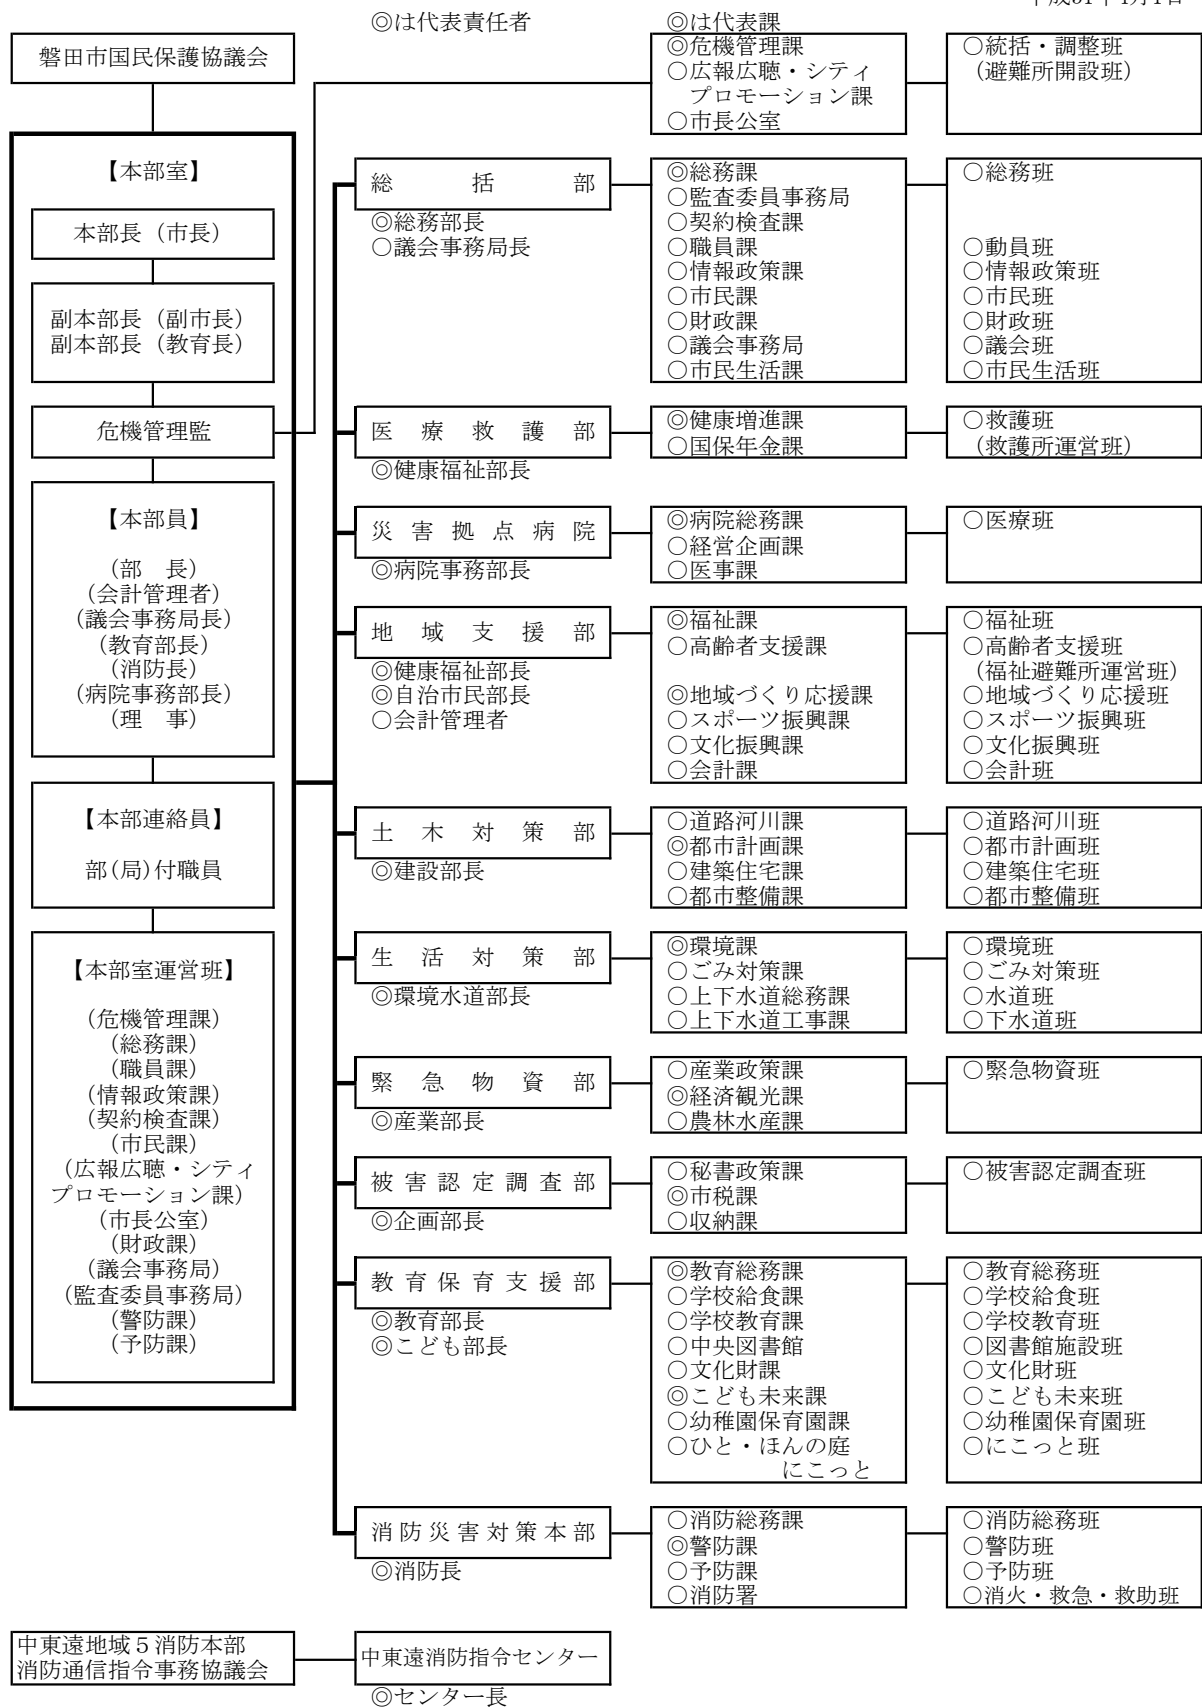 平成31年4月1日
◎は代表責任者
◎は代表課
磐田市国民保護協議会
◎危機管理課
○広報広聴・シティ
プロモーション課
○市長公室
○統括・調整班
(避難所開設班)
【本部室】
本部長（市長）
副本部長（副市長）
副本部長（教育長）
危機管理監
【本部員】
(部　長)
(会計管理者)
(議会事務局長)
(教育部長)
(消防長)
(病院事務部長)
(理　事)
【本部連絡員】
部(局)付職員
【本部室運営班】
(危機管理課)
(総務課)
(職員課)
(情報政策課)
(契約検査課)
(市民課)
(広報広聴・シティ
プロモーション課)
(市長公室)
(財政課)
(議会事務局)
(監査委員事務局)
(警防課)
(予防課)
総括部
◎総務部長
○議会事務局長
◎総務課
○監査委員事務局
○契約検査課
○職員課
○情報政策課
○市民課
○財政課
○議会事務局
○市民生活課
○総務班
○動員班
○情報政策班
○市民班
○財政班
○議会班
○市民生活班
医療救護部
◎健康福祉部長
◎健康増進課
○国保年金課
○救護班
(救護所運営班)
災害拠点病院
◎病院事務部長
◎病院総務課
○経営企画課
○医事課
○医療班
地域支援部
◎健康福祉部長
◎自治市民部長
○会計管理者
◎福祉課
○高齢者支援課
◎地域づくり応援課
○スポーツ振興課
○文化振興課
○会計課
○福祉班
○高齢者支援班
(福祉避難所運営班)
○地域づくり応援班
○スポーツ振興班
○文化振興班
○会計班
土木対策部
◎建設部長
○道路河川課
◎都市計画課
○建築住宅課
○都市整備課
○道路河川班
○都市計画班
○建築住宅班
○都市整備班
生活対策部
◎環境水道部長
◎環境課
○ごみ対策課
○上下水道総務課
○上下水道工事課
○環境班
○ごみ対策班
○水道班
○下水道班
緊急物資部
◎産業部長
○産業政策課
◎経済観光課
○農林水産課
○緊急物資班
被害認定調査部
◎企画部長
○秘書政策課
◎市税課
○収納課
○被害認定調査班
教育保育支援部
◎教育部長
◎こども部長
◎教育総務課
○学校給食課
○学校教育課
○中央図書館
○文化財課
◎こども未来課
○幼稚園保育園課
○ひと・ほんの庭
にこっと
○教育総務班
○学校給食班
○学校教育班
○図書館施設班
○文化財班
○こども未来班
○幼稚園保育園班
○にこっと班
消防災害対策本部
◎消防長
○消防総務課
◎警防課
○予防課
○消防署
○消防総務班
○警防班
○予防班
○消火・救急・救助班
中東遠地域５消防本部
消防通信指令事務協議会
中東遠消防指令センター
◎センター長